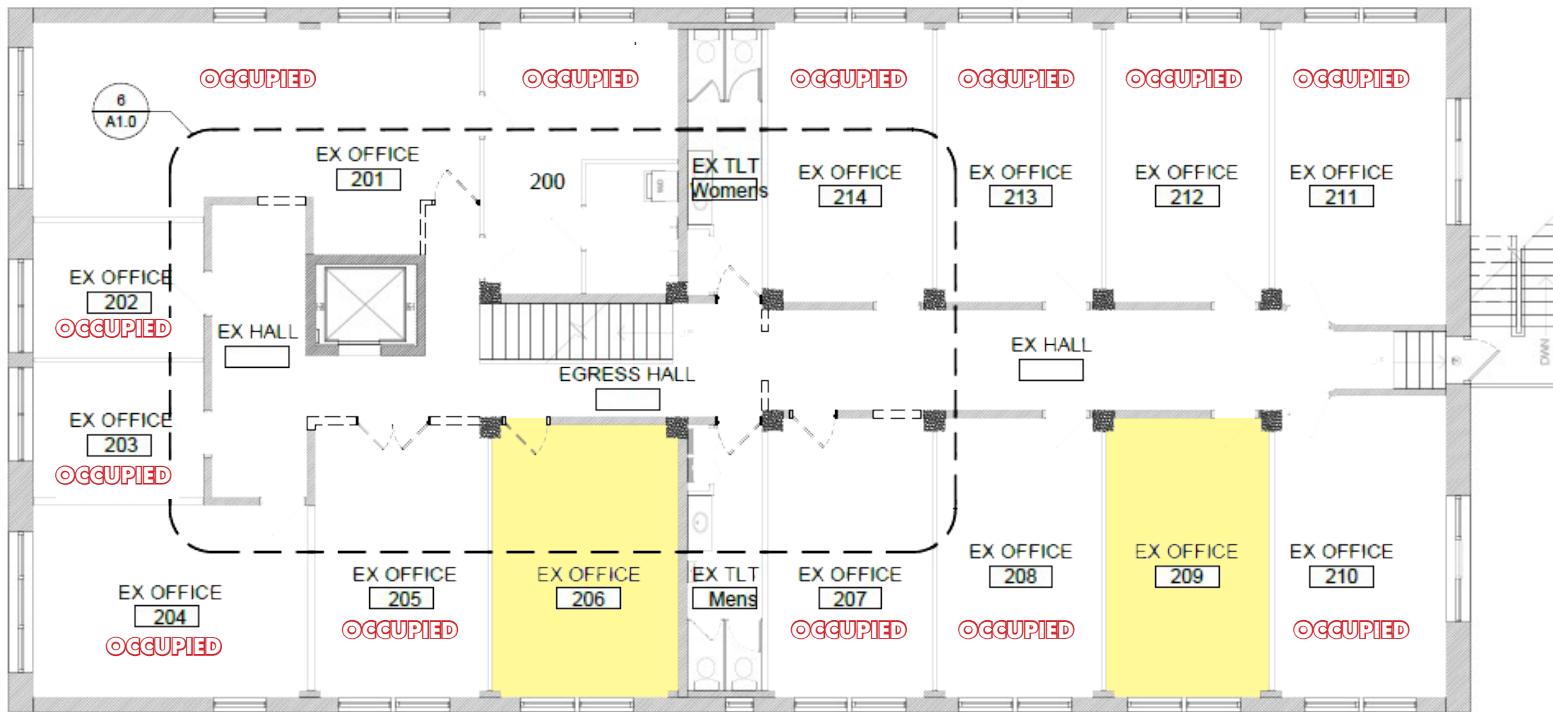 OCCUPIED
OCCUPIED
OCCUPIED
OCCUPIED
OCCUPIED
OCCUPIED
6
A1.0
EX OFFICE
201
200
EX TLT
Womens
EX OFFICE
214
EX OFFICE
213
EX OFFICE
212
EX OFFICE
211
EX OFFICE
202
OCCUPIED
EX HALL
EX HALL
EGRESS HALL
DWN
EX OFFICE
203
OCCUPIED
EX OFFICE
204
OCCUPIED
EX OFFICE
205
OCCUPIED
EX OFFICE
206
EX TLT
Mens
EX OFFICE
207
OCCUPIED
EX OFFICE
208
OCCUPIED
EX OFFICE
209
EX OFFICE
210
OCCUPIED